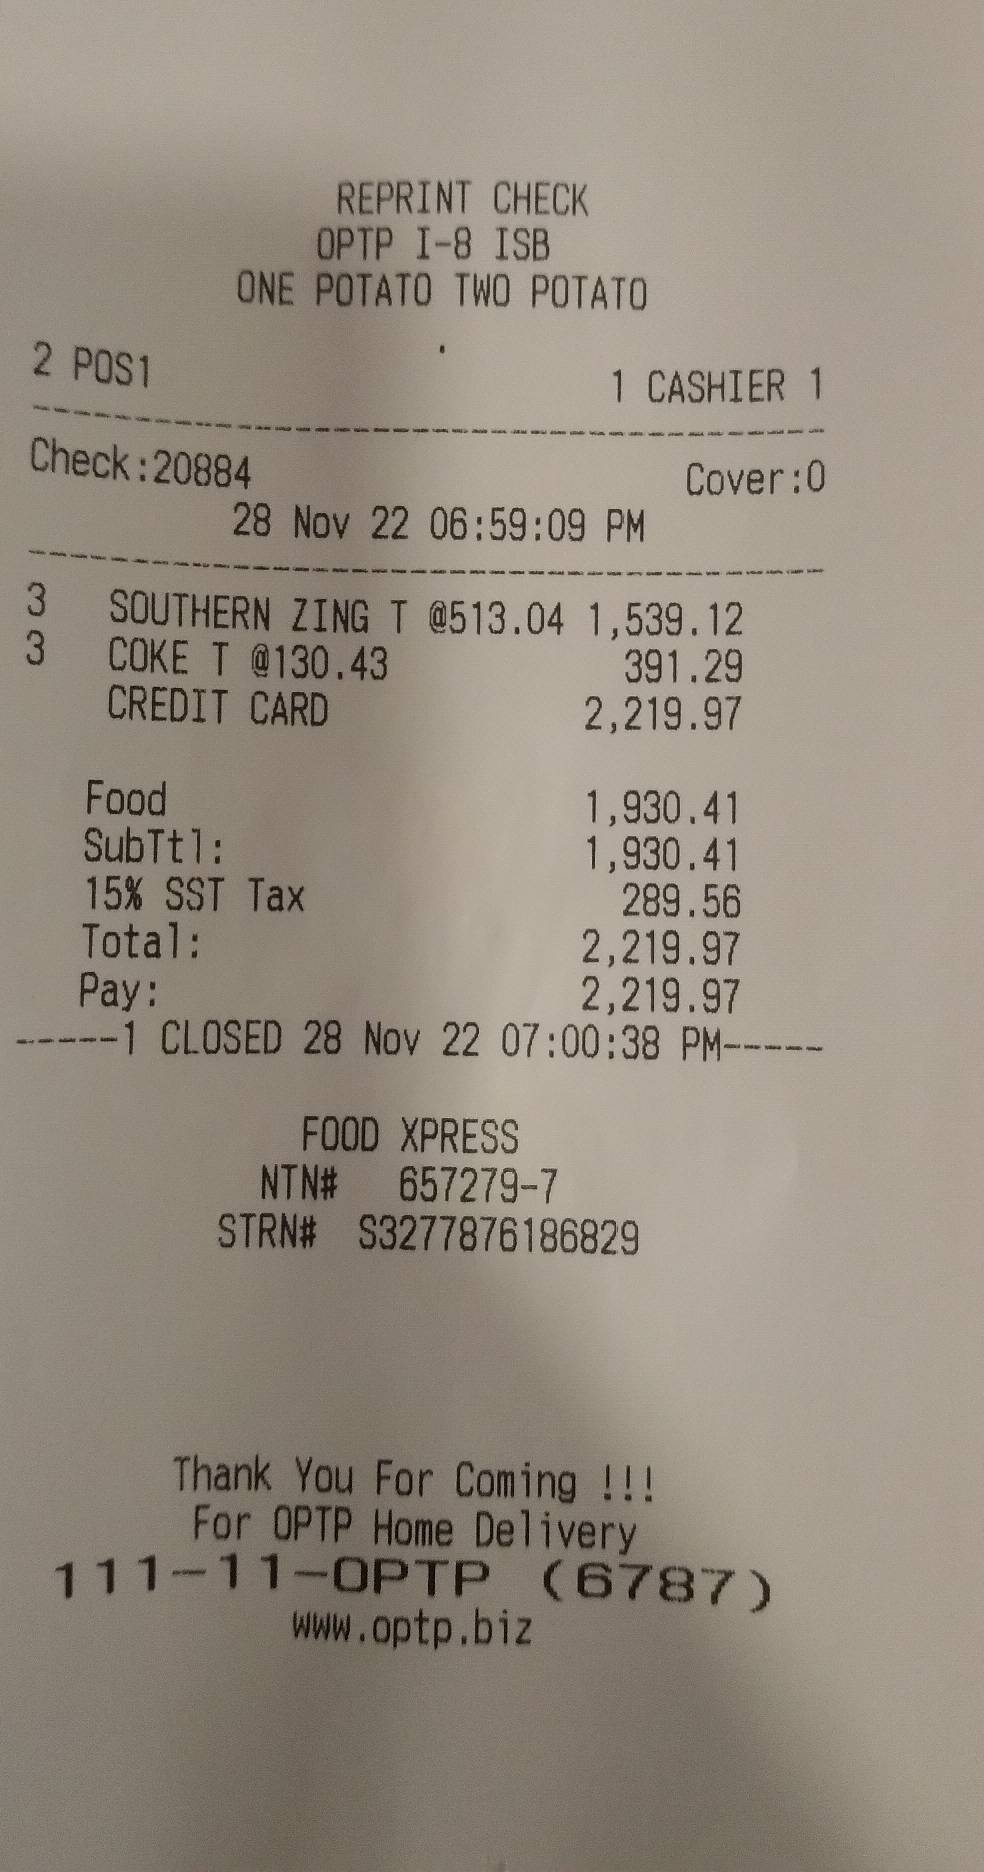 REPRINT CHECK
OPTP I-8 ISB
ONE POTATO TWO POTATO
2 POS1 1 CASHIER 1
Check:20884 Cover:0
28 Nov 22 06:59:09 PM
3 SOUTHERN ZING T @513.04 1,539.12
3 COKE T @130.43 391.29
CREDIT CARD 2,219.97
Food 1,930.41
SubTtl: 1,930.41
15% SST Tax 289.56
Total: 2,219.97
Pay: 2,219.97
-----1 CLOSED 28 Nov 22 07:00:38 PM-----
FOOD XPRESS
NTN# 657279-7
STRN# S3277876186829
Thank You For Coming !!!
For OPTP Home Delivery
111-11-OPTP (6787)
www.optp.biz